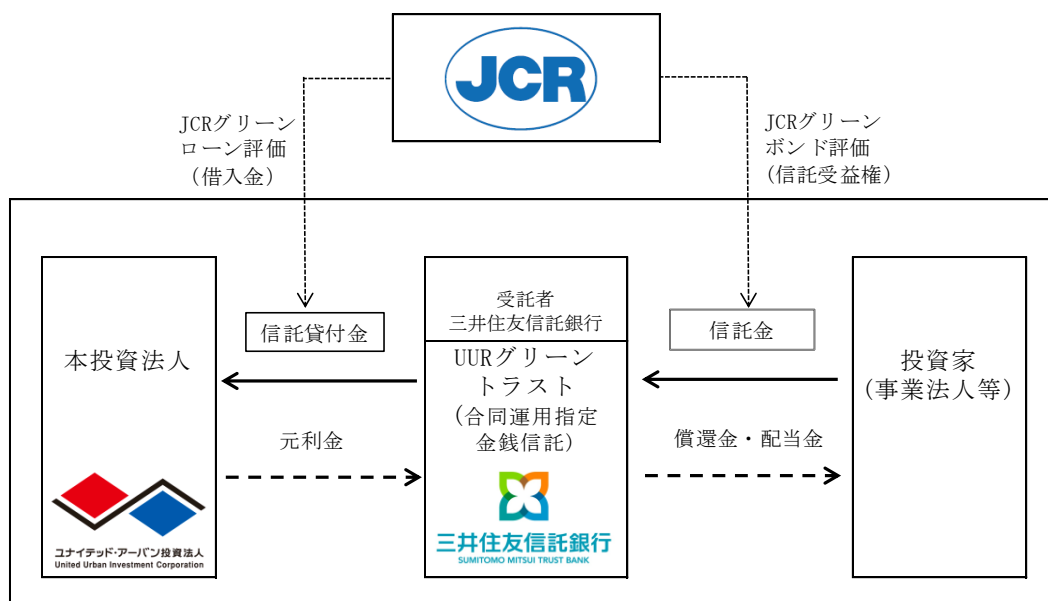 JCR
JCRグリーン
ローン評価
(借入金)
JCRグリーン
ボンド評価
(信託受益権)
信託貸付金
受託者
三井住友信託銀行
信託金
本投資法人
UURグリーン
トラスト
(合同運用指定
金銭信託)
投資家
(事業法人等)
元利金
償還金・配当金
ユナイテッド・アーバン投資法人
United Urban Investment Corporation
三井住友信託銀行
SUMITOMO MITSUI TRUST BANK